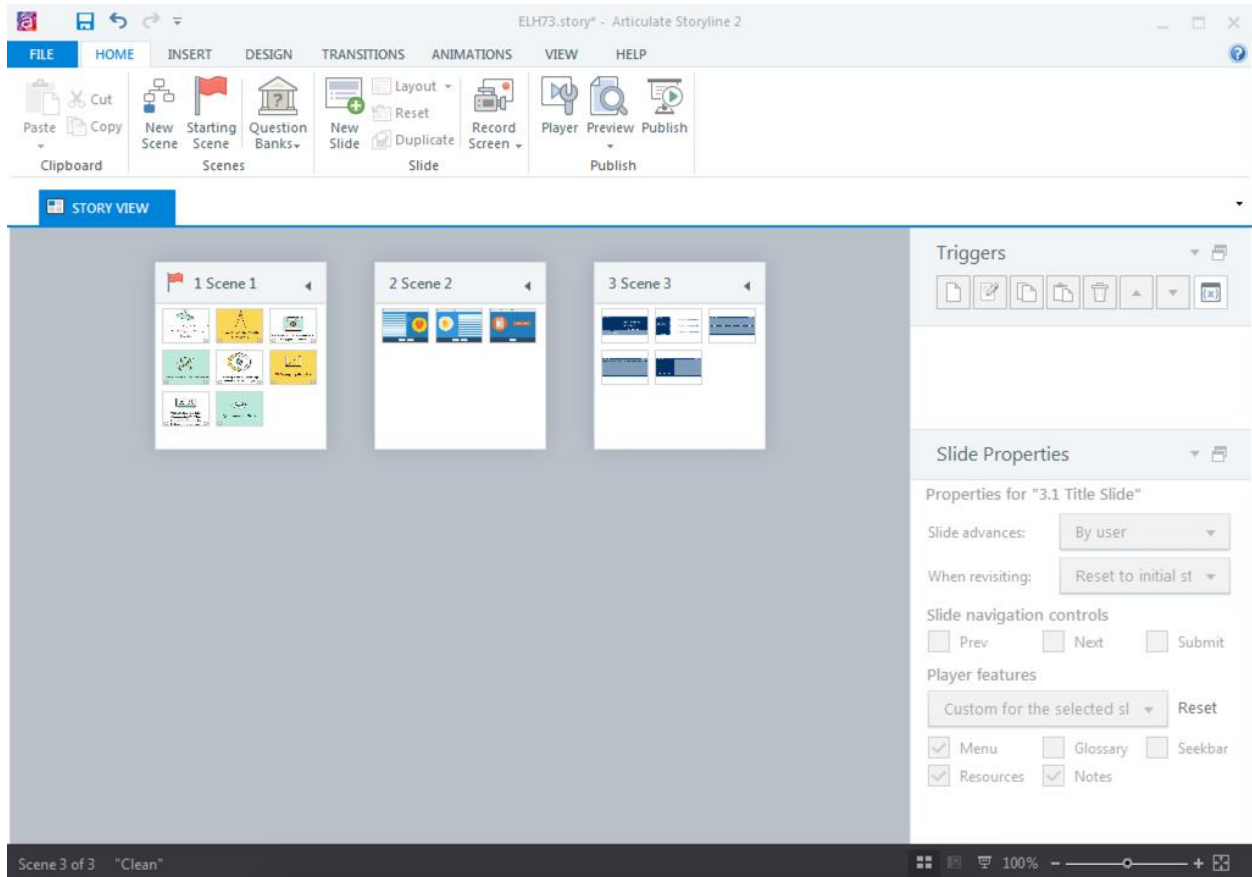 ELH73.story* - Articulate Storyline 2
FILE HOME INSERT DESIGN TRANSITIONS ANIMATIONS VIEW HELP
Paste
Cut
Copy
Clipboard
New Scene
Starting Scene
Question Banks
Scenes
New Slide
Layout
Reset
Duplicate
Record Screen
Slide
Player
Preview
Publish
Publish
STORY VIEW
1 Scene 1
2 Scene 2
3 Scene 3
Triggers
Slide Properties
Properties for "3.1 Title Slide"
Slide advances: By user
When revisiting: Reset to initial st
Slide navigation controls
Prev Next Submit
Player features
Custom for the selected sl Reset
Menu Glossary Seekbar
Resources Notes
Scene 3 of 3 "Clean" 100%